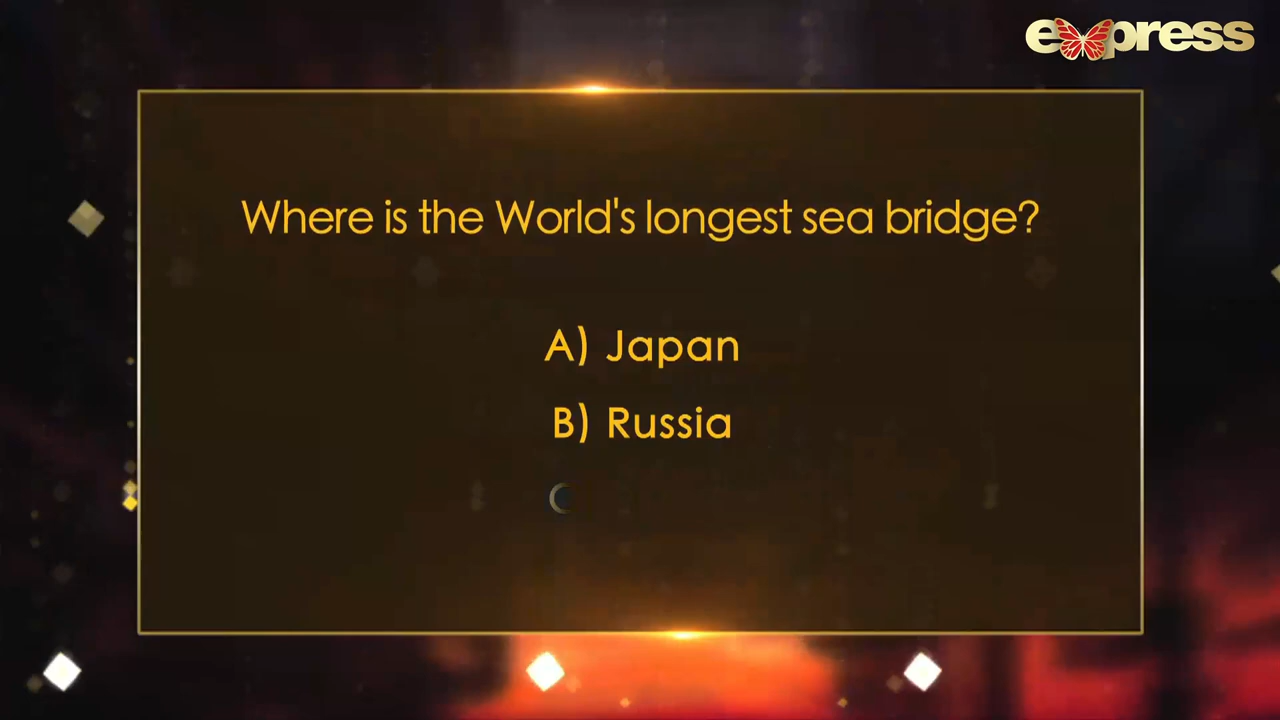 express
Where is the World's longest sea bridge?
A) Japan
B) Russia
C